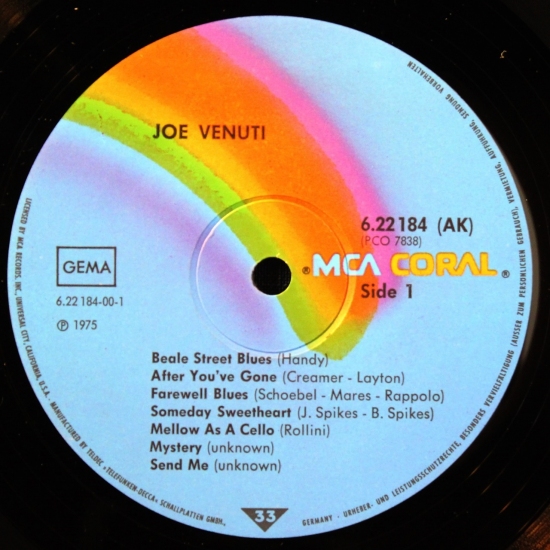 JOE VENUTI
6.22184 (AK)
(PCO 7838)
® MCA CORAL ®
Side 1
GEMA
6.22 184-00-1
℗ 1975
Beale Street Blues (Handy)
After You've Gone (Creamer - Layton)
Farewell Blues (Schoebel - Mares - Rappolo)
Someday Sweetheart (J. Spikes - B. Spikes)
Mellow As A Cello (Rollini)
Mystery (unknown)
Send Me (unknown)
33
LICENSED BY MCA RECORDS, INC., UNIVERSAL CITY, CALIFORNIA, U.S.A. - MANUFACTURED BY TELDEC »TELEFUNKEN-DECCA« SCHALLPLATTEN GMBH.,
GERMANY - URHEBER- UND LEISTUNGSSCHUTZRECHTE, BESONDERS VERVIELFÄLTIGUNG (AUSSER ZUM PERSÖNLICHEN GEBRAUCH), VERMIETUNG, AUFFÜHRUNG, SENDUNG VORBEHALTEN